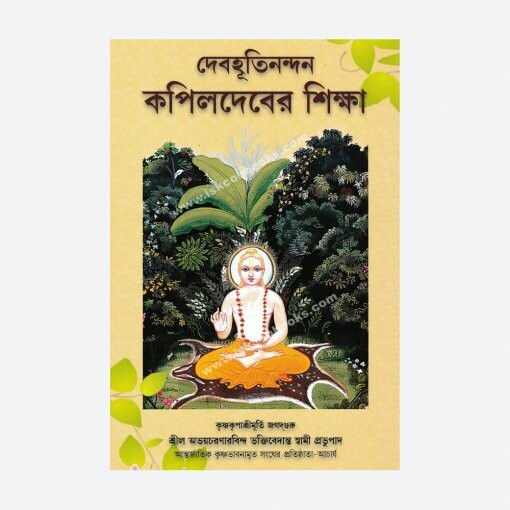 দেবহূতিনন্দন
কপিলদেবের শিক্ষা
কৃষ্ণকৃপাশ্রীমূর্তি জগদ্গুরু
শ্রীল অভয়চরণারবিন্দ ভক্তিবেদান্ত স্বামী প্রভুপাদ
আন্তর্জাতিক কৃষ্ণভাবনামৃত সংঘের প্রতিষ্ঠাতা-আচার্য